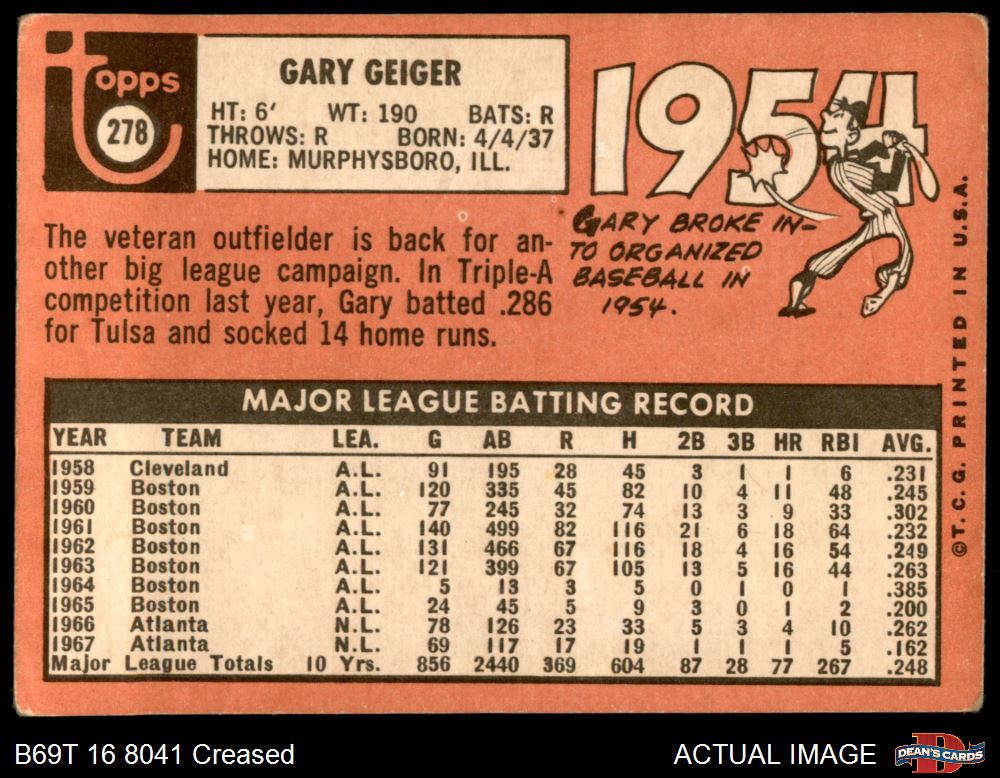 Topps
278
GARY GEIGER
HT: 6' WT: 190 BATS: R
THROWS: R BORN: 4/4/37
HOME: MURPHYSBORO, ILL.
1954
GARY BROKE IN-
TO ORGANIZED
BASEBALL IN
1954.
The veteran outfielder is back for an-
other big league campaign. In Triple-A
competition last year, Gary batted .286
for Tulsa and socked 14 home runs.
MAJOR LEAGUE BATTING RECORD
YEAR TEAM LEA. G AB R H 2B 3B HR RBI AVG.
1958 Cleveland A.L. 91 195 28 45 3 1 1 6 .231
1959 Boston A.L. 120 335 45 82 10 4 11 48 .245
1960 Boston A.L. 77 245 32 74 13 3 9 33 .302
1961 Boston A.L. 140 499 82 116 21 6 18 64 .232
1962 Boston A.L. 131 466 67 116 18 4 16 54 .249
1963 Boston A.L. 121 399 67 105 13 5 16 44 .263
1964 Boston A.L. 5 13 3 5 0 1 0 1 .385
1965 Boston A.L. 24 45 5 9 3 0 1 2 .200
1966 Atlanta N.L. 78 126 23 33 5 3 4 10 .262
1967 Atlanta N.L. 69 117 17 19 1 1 1 5 .162
Major League Totals 10 Yrs. 856 2440 369 604 87 28 77 267 .248
©T.C.G. PRINTED IN U.S.A.
B69T 16 8041 Creased
ACTUAL IMAGE
DEAN'S CARDS